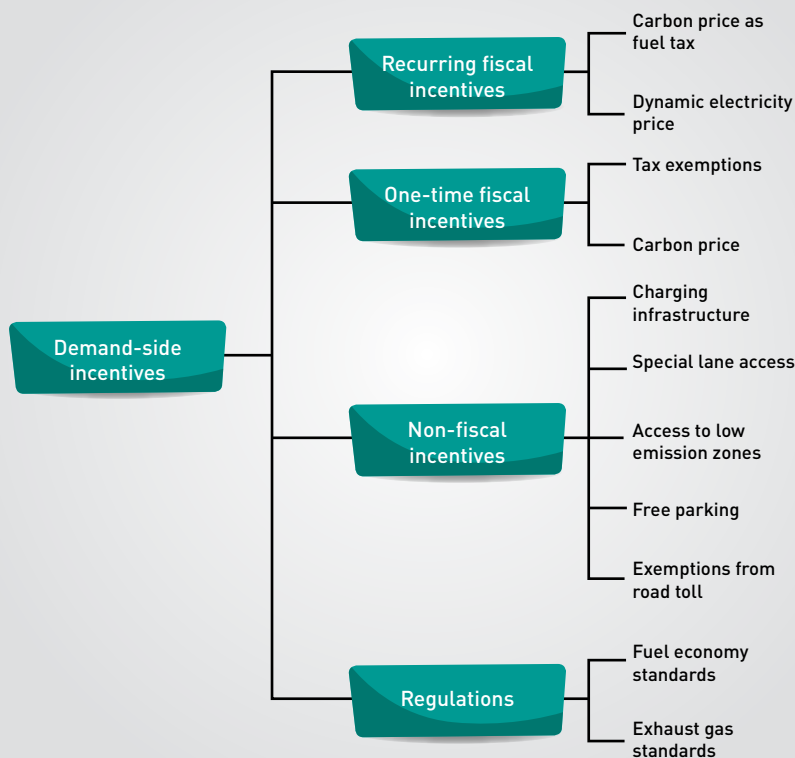 Demand-side
incentives
Recurring fiscal
incentives
Carbon price as
fuel tax
Dynamic electricity
price
One-time fiscal
incentives
Tax exemptions
Carbon price
Non-fiscal
incentives
Charging
infrastructure
Special lane access
Access to low
emission zones
Free parking
Exemptions from
road toll
Regulations
Fuel economy
standards
Exhaust gas
standards